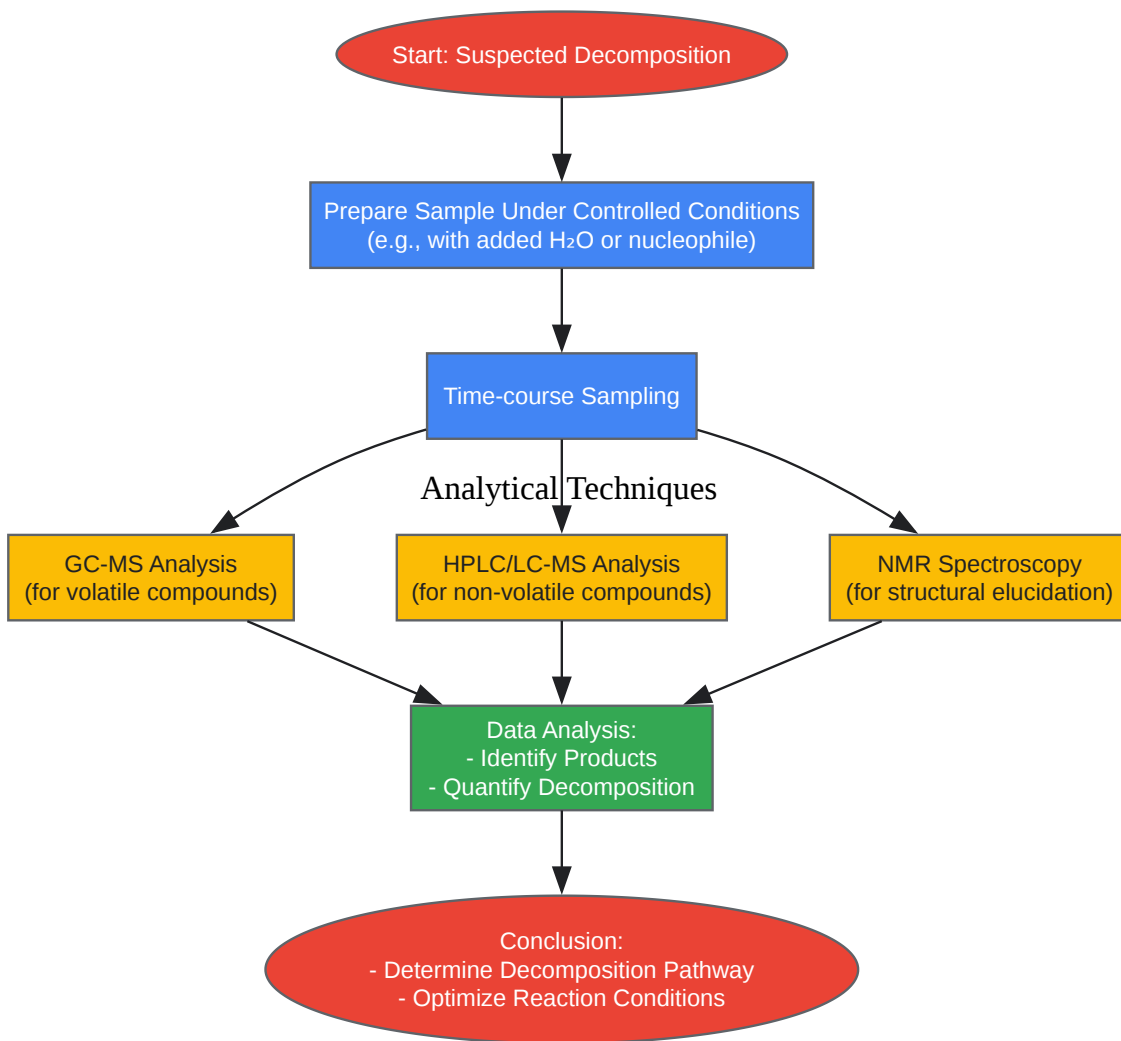 Start: Suspected Decomposition
Prepare Sample Under Controlled Conditions
(e.g., with added H₂O or nucleophile)
Time-course Sampling
Analytical Techniques
GC-MS Analysis
(for volatile compounds)
HPLC/LC-MS Analysis
(for non-volatile compounds)
NMR Spectroscopy
(for structural elucidation)
Data Analysis:
- Identify Products
- Quantify Decomposition
Conclusion:
- Determine Decomposition Pathway
- Optimize Reaction Conditions